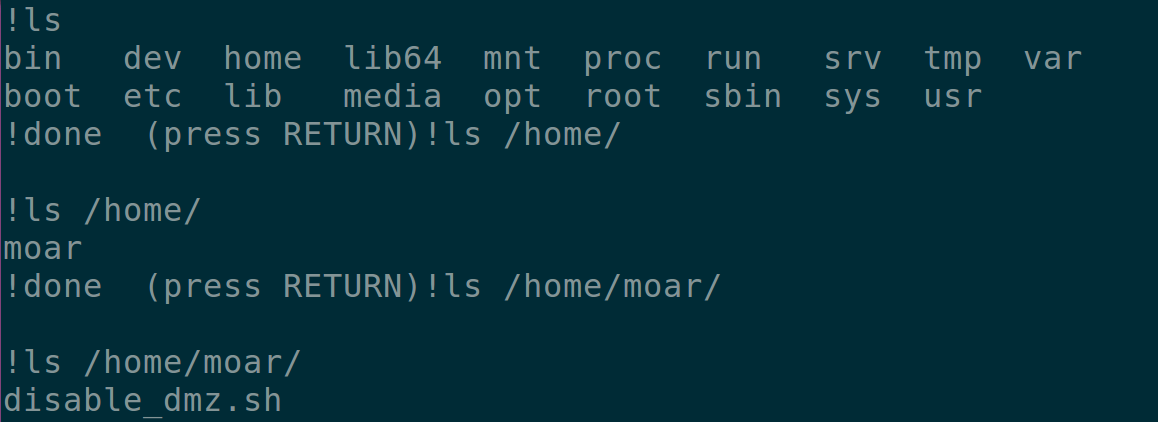 !ls
bin   dev  home  lib64  mnt  proc  run   srv  tmp  var
boot  etc  lib   media  opt  root  sbin  sys  usr
!done  (press RETURN)!ls /home/
!ls /home/
moar
!done  (press RETURN)!ls /home/moar/
!ls /home/moar/
disable_dmz.sh